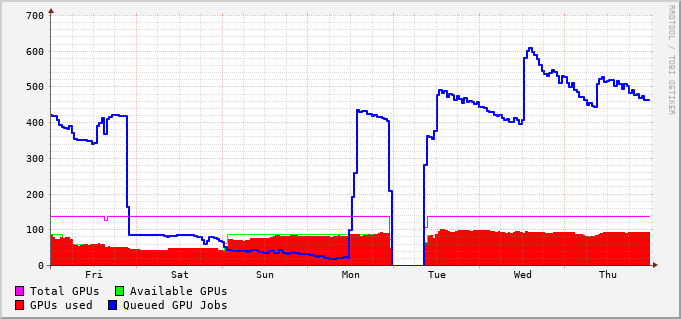 700
600
500
400
300
200
100
0
Fri Sat Sun Mon Tue Wed Thu
Total GPUs Available GPUs
GPUs used Queued GPU Jobs
RRDTOOL / TOBI OETIKER